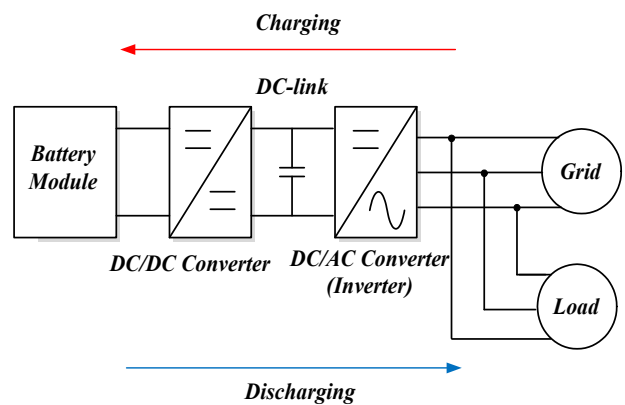 Charging
DC-link
Battery
Module
Grid
DC/DC Converter
DC/AC Converter
(Inverter)
Load
Discharging